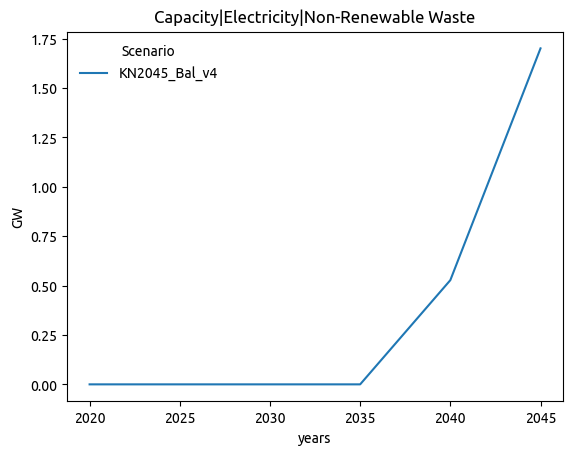 Capacity|Electricity|Non-Renewable Waste
Scenario
KN2045_Bal_v4
1.75
1.50
1.25
1.00
0.75
0.50
0.25
0.00
GW
2020 2025 2030 2035 2040 2045
years